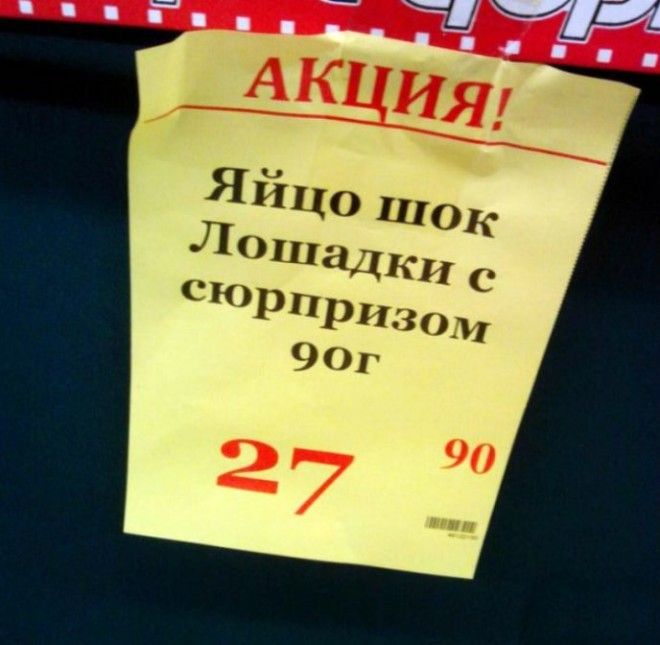 АКЦИЯ!
Яйцо шок
Лошадки с
сюрпризом
90г
27 90